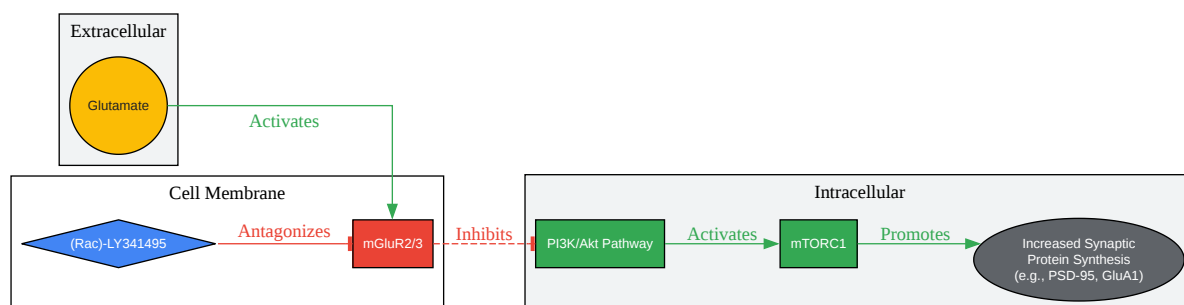 Extracellular
Glutamate
Activates
Cell Membrane
Intracellular
(Rac)-LY341495
Antagonizes
mGluR2/3
Inhibits
PI3K/Akt Pathway
Activates
mTORC1
Promotes
Increased Synaptic
Protein Synthesis
(e.g., PSD-95, GluA1)